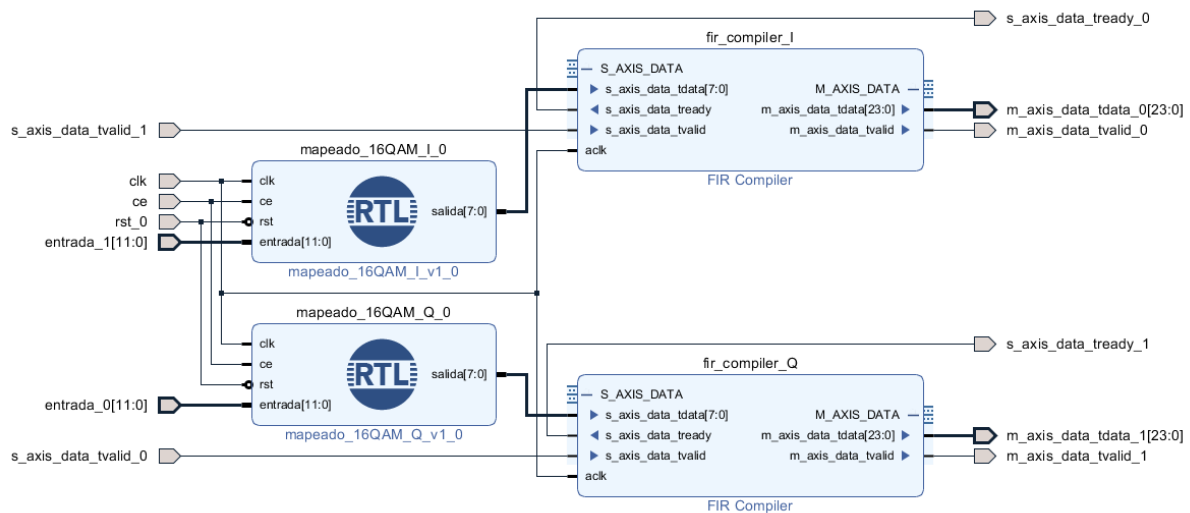 s_axis_data_tready_0
fir_compiler_I
S_AXIS_DATA
s_axis_data_tdata[7:0]
M_AXIS_DATA
s_axis_data_tready
m_axis_data_tdata[23:0]
m_axis_data_tdata_0[23:0]
s_axis_data_tvalid_1
s_axis_data_tvalid
m_axis_data_tvalid
m_axis_data_tvalid_0
mapeado_16QAM_I_0
aclk
FIR Compiler
clk
clk
ce
ce
RTL
salida[7:0]
rst_0
rst
entrada_1[11:0]
entrada[11:0]
mapeado_16QAM_I_v1_0
mapeado_16QAM_Q_0
clk
s_axis_data_tready_1
ce
RTL
salida[7:0]
fir_compiler_Q
rst
S_AXIS_DATA
entrada_0[11:0]
entrada[11:0]
s_axis_data_tdata[7:0]
M_AXIS_DATA
mapeado_16QAM_Q_v1_0
s_axis_data_tready
m_axis_data_tdata[23:0]
m_axis_data_tdata_1[23:0]
s_axis_data_tvalid_0
s_axis_data_tvalid
m_axis_data_tvalid
m_axis_data_tvalid_1
aclk
FIR Compiler